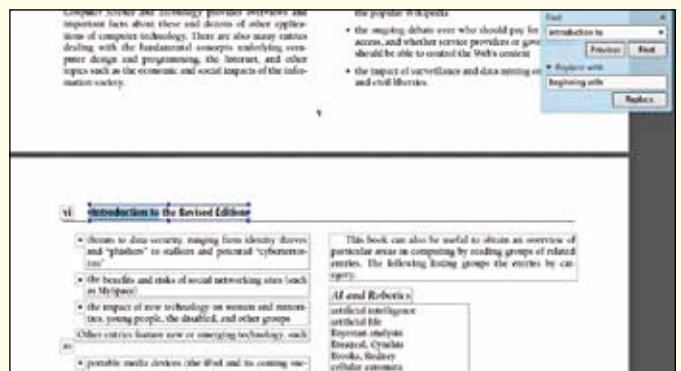 Computer Science and Technology provides overviews and
important facts about these and dozens of other applica-
tions of computer technology. There are also many entries
dealing with the fundamental concepts underlying com-
puter design and programming, the Internet, and other
topics such as the economic and social impacts of the infor-
mation society.
the popular Wikipedia.
• the ongoing debate over who should pay for
access, and whether service providers or gove
should be able to control the Web's content
• the impact of surveillance and data mining on
and civil liberties.
v
Find
introduction to
Previous
Next
Replace with
beginning with
Replace
vi
Introduction to the Revised Edition
• threats to data security, ranging from identity thieves
and "phishers" to stalkers and potential "cyberterror-
ists"
• the benefits and risks of social networking sites (such
as MySpace)
• the impact of new technology on women and minori-
ties, young people, the disabled, and other groups
Other entries feature new or emerging technology, such
as
• portable media devices (the iPod and its coming suc-
This book can also be useful to obtain an overview of
particular areas in computing by reading groups of related
entries. The following listing groups the entries by cat-
egory.
AI and Robotics
artificial intelligence
artificial life
Bayesian analysis
Breazeal, Cynthia
Brooks, Rodney
cellular automata